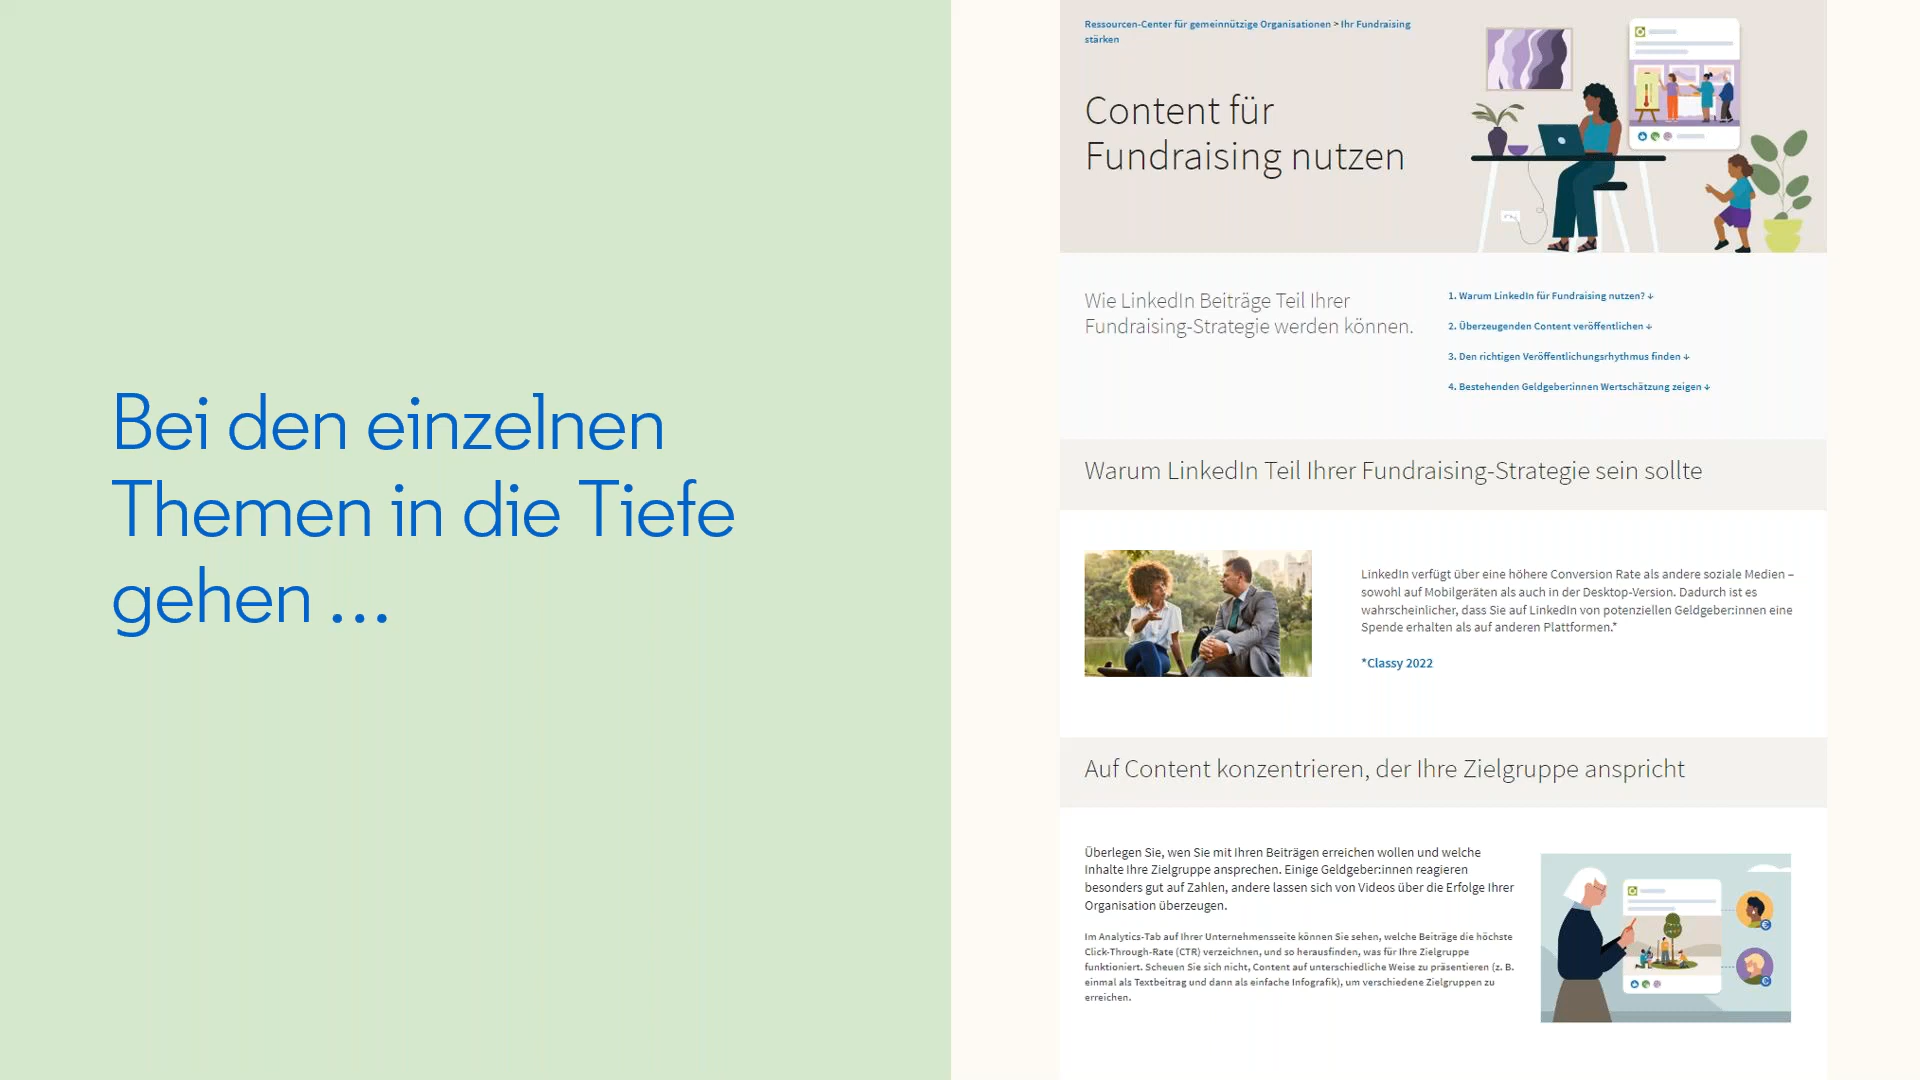 Bei den einzelnen
Themen in die Tiefe
gehen ...
Ressourcen-Center für gemeinnützige Organisationen > Ihr Fundraising
stärken
Content für
Fundraising nutzen
Wie LinkedIn Beiträge Teil Ihrer
Fundraising-Strategie werden können.
1. Warum LinkedIn für Fundraising nutzen? ↓
2. Überzeugenden Content veröffentlichen ↓
3. Den richtigen Veröffentlichungsrhythmus finden ↓
4. Bestehenden Geldgeber:innen Wertschätzung zeigen ↓
Warum LinkedIn Teil Ihrer Fundraising-Strategie sein sollte
LinkedIn verfügt über eine höhere Conversion Rate als andere soziale Medien –
sowohl auf Mobilgeräten als auch in der Desktop-Version. Dadurch ist es
wahrscheinlicher, dass Sie auf LinkedIn von potenziellen Geldgeber:innen eine
Spende erhalten als auf anderen Plattformen.*
*Classy 2022
Auf Content konzentrieren, der Ihre Zielgruppe anspricht
Überlegen Sie, wen Sie mit Ihren Beiträgen erreichen wollen und welche
Inhalte Ihre Zielgruppe ansprechen. Einige Geldgeber:innen reagieren
besonders gut auf Zahlen, andere lassen sich von Videos über die Erfolge Ihrer
Organisation überzeugen.
Im Analytics-Tab auf Ihrer Unternehmensseite können Sie sehen, welche Beiträge die höchste
Click-Through-Rate (CTR) verzeichnen, und so herausfinden, was für Ihre Zielgruppe
funktioniert. Scheuen Sie sich nicht, Content auf unterschiedliche Weise zu präsentieren (z. B.
einmal als Textbeitrag und dann als einfache Infografik), um verschiedene Zielgruppen zu
erreichen.